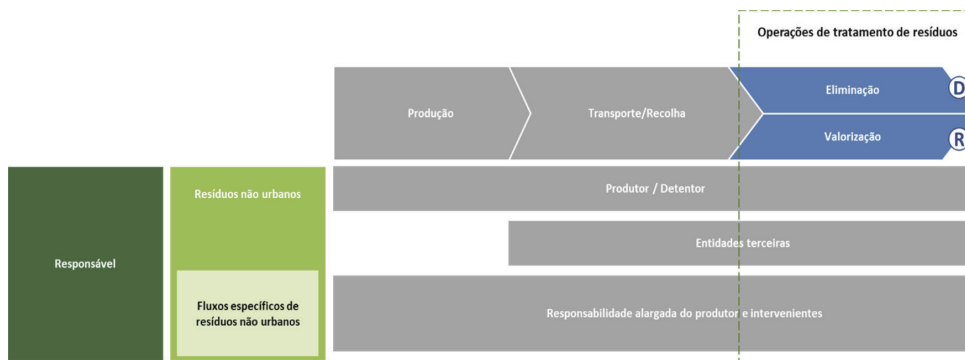 Operações de tratamento de resíduos
Produção
Transporte/Recolha
Eliminação
D
Valorização
R
Responsável
Resíduos não urbanos
Produtor / Detentor
Entidades terceiras
Fluxos específicos de
resíduos não urbanos
Responsabilidade alargada do produtor e intervenientes